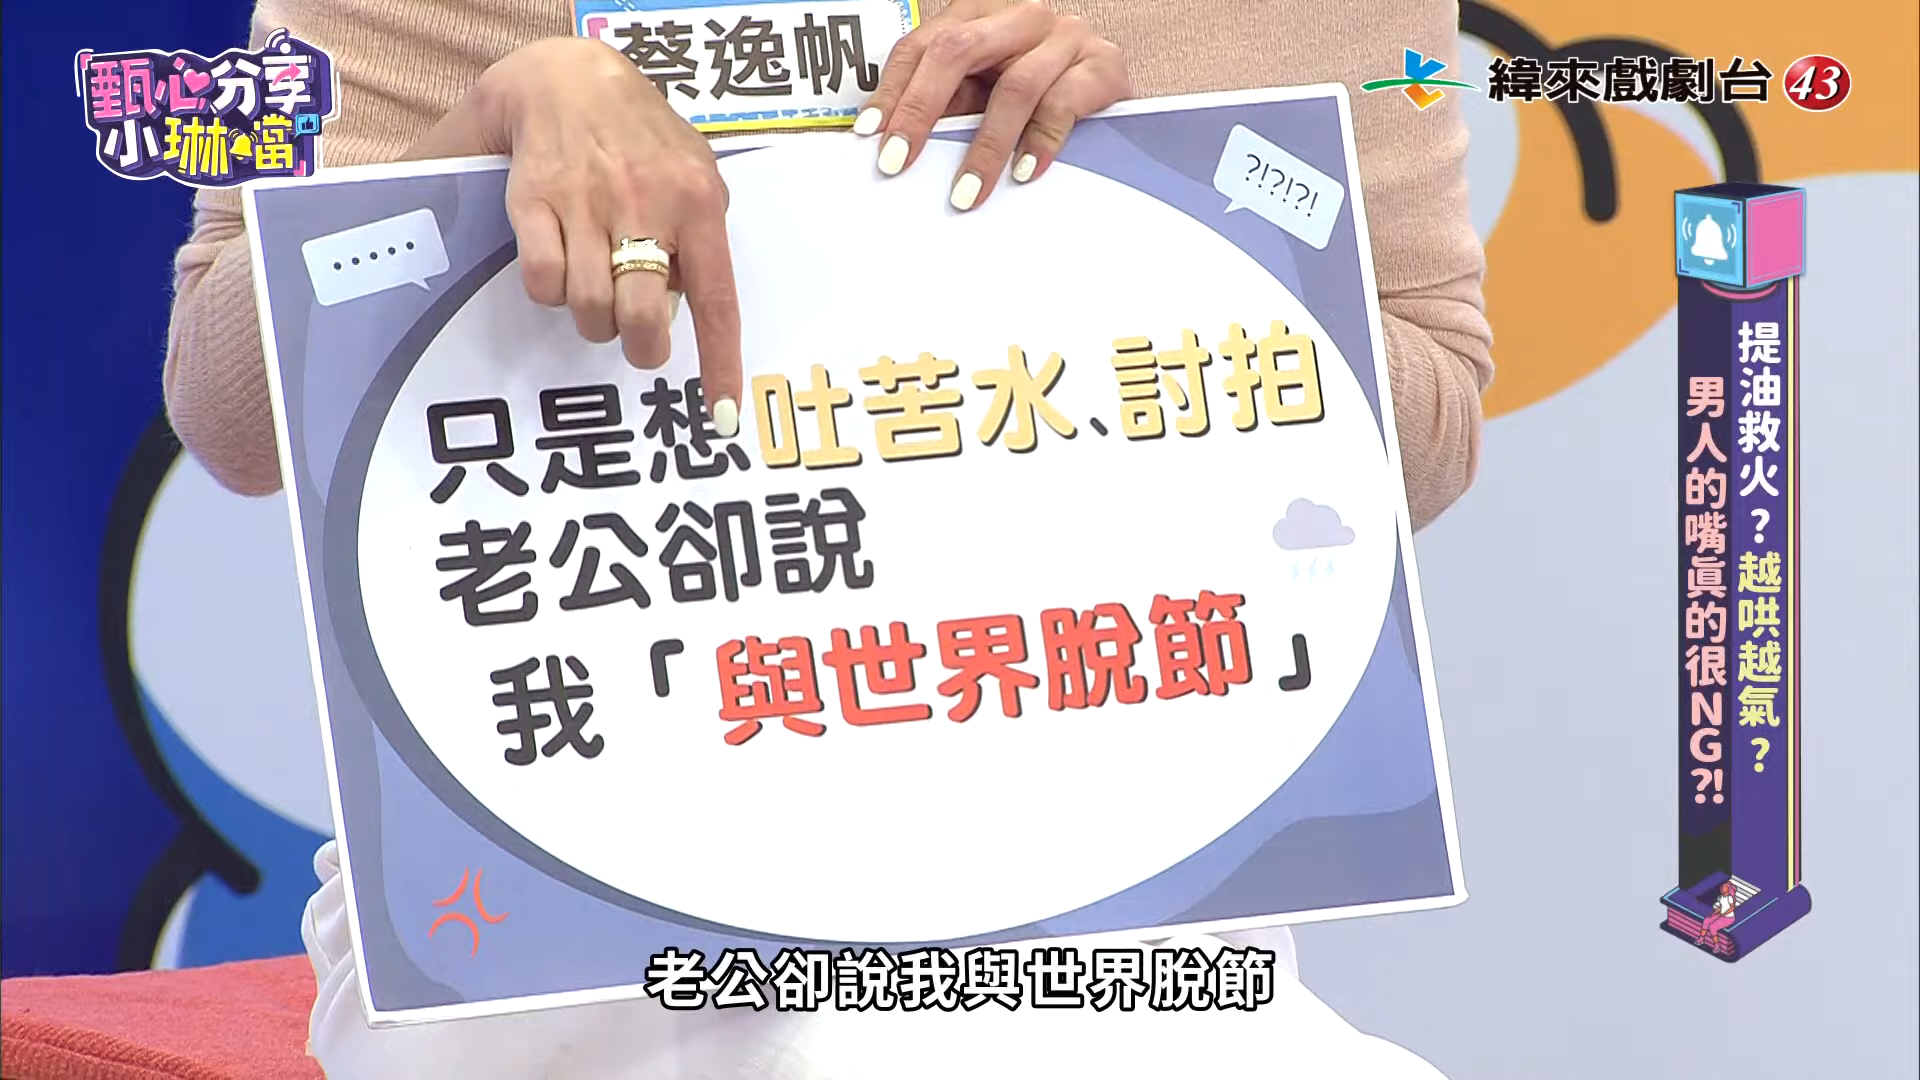 甄心分享
小琳噹
蔡逸帆
緯來戲劇台 43
?!?!?!
只是想吐苦水、討拍
老公卻說
我「與世界脫節」
提油救火？越哄越氣？
男人的嘴真的很NG?!
老公卻說我與世界脫節